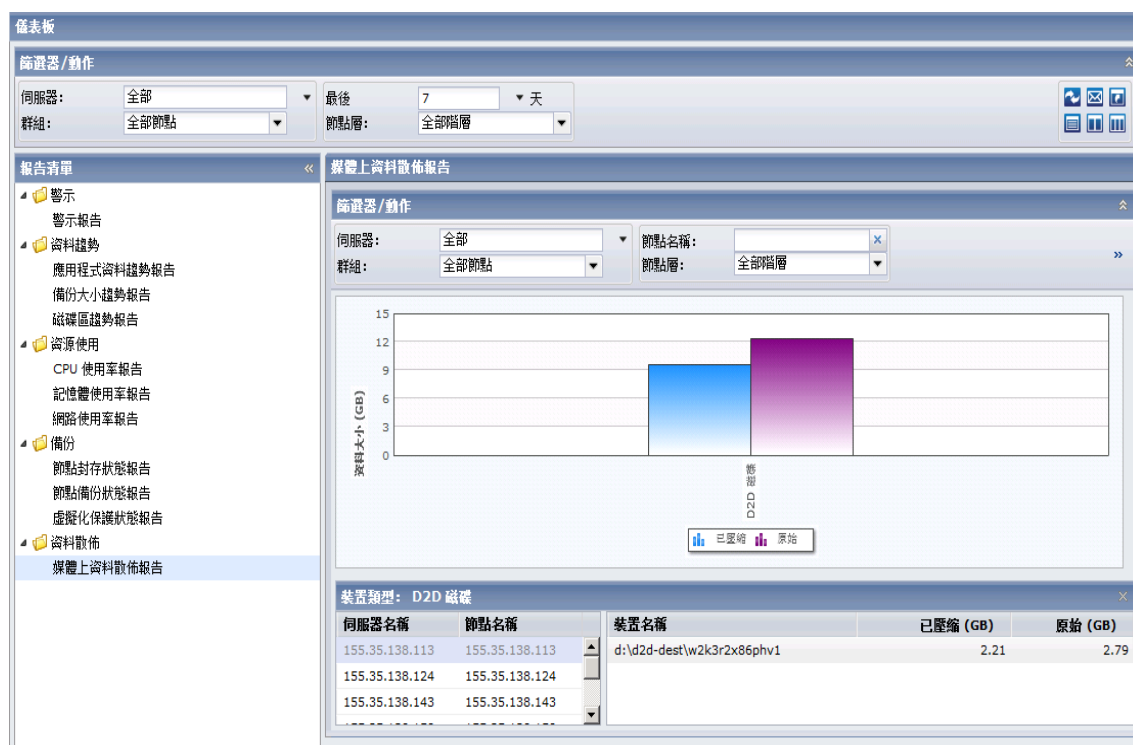 儀表板
篩選器/動作
伺服器: 全部 最後 7 天
群組: 全部節點 節點層: 全部階層
報告清單
警示
警示報告
資料趨勢
應用程式資料趨勢報告
備份大小趨勢報告
磁碟區趨勢報告
資源使用
CPU 使用率報告
記憶體使用率報告
網路使用率報告
備份
節點封存狀態報告
節點備份狀態報告
虛擬化保護狀態報告
資料散佈
媒體上資料散佈報告
媒體上資料散佈報告
篩選器/動作
伺服器: 全部 節點名稱:
群組: 全部節點 節點層: 全部階層
資料大小 (GB)
15
12
9
6
3
0
D2D 磁碟
已壓縮 原始
裝置類型: D2D 磁碟
伺服器名稱 節點名稱 裝置名稱 已壓縮 (GB) 原始 (GB)
155.35.138.113 155.35.138.113 d:\d2d-dest\w2k3r2x86phv1 2.21 2.79
155.35.138.124 155.35.138.124
155.35.138.143 155.35.138.143